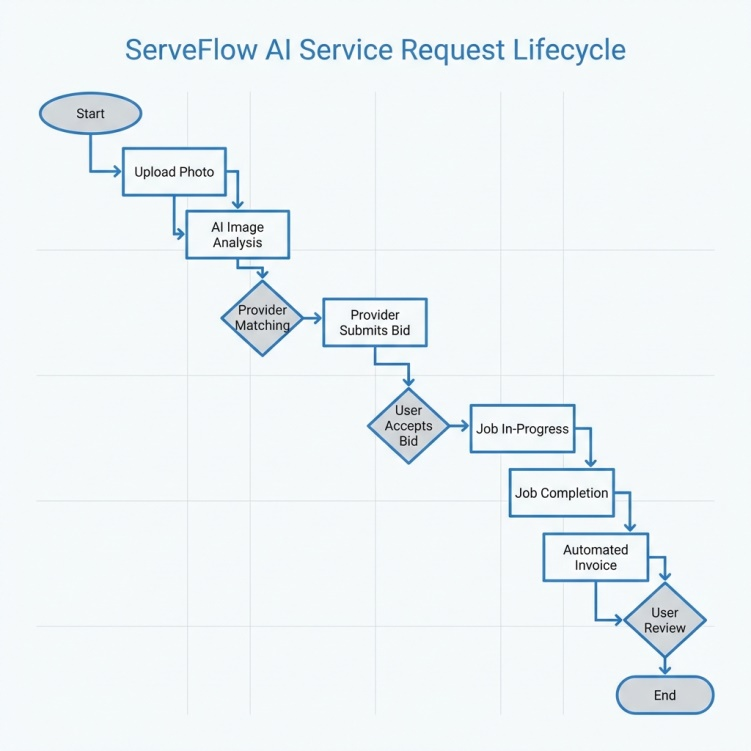 ServeFlow AI Service Request Lifecycle
Start
Upload Photo
AI Image
Analysis
Provider
Matching
Provider
Submits Bid
User
Accepts
Bid
Job In-Progress
Job Completion
Automated
Invoice
User
Review
End